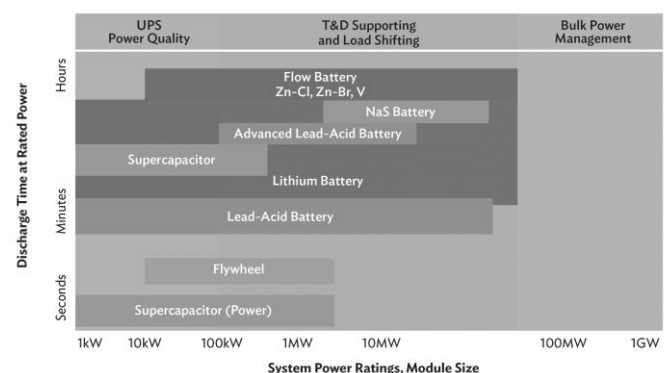 UPS
Power Quality
T&D Supporting
and Load Shifting
Bulk Power
Management
Discharge Time at Rated Power
Hours
Minutes
Seconds
Flow Battery
Zn-Cl, Zn-Br, V
NaS Battery
Advanced Lead-Acid Battery
Supercapacitor
Lithium Battery
Lead-Acid Battery
Flywheel
Supercapacitor (Power)
1kW 10kW 100kW 1MW 10MW 100MW 1GW
System Power Ratings, Module Size